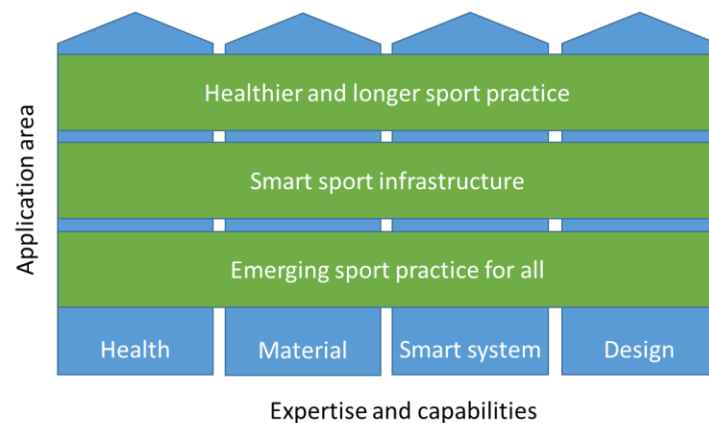 Application area
Healthier and longer sport practice
Smart sport infrastructure
Emerging sport practice for all
Health
Material
Smart system
Design
Expertise and capabilities